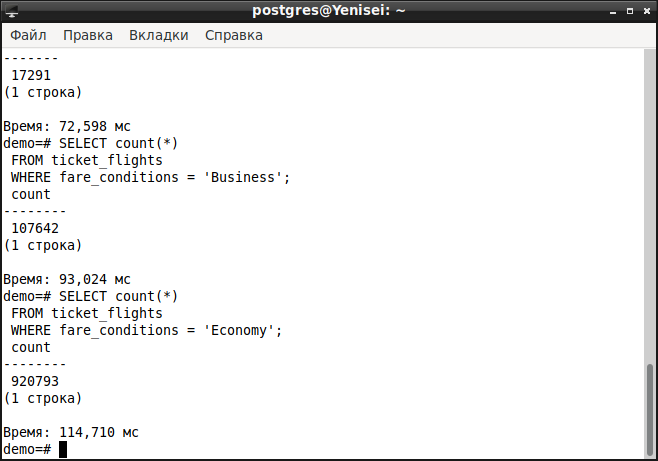 postgres@Yenisei: ~
Файл Правка Вкладки Справка
-------
17291
(1 строка)
Время: 72,598 мс
demo=# SELECT count(*)
FROM ticket_flights
WHERE fare_conditions = 'Business';
count
--------
107642
(1 строка)
Время: 93,024 мс
demo=# SELECT count(*)
FROM ticket_flights
WHERE fare_conditions = 'Economy';
count
--------
920793
(1 строка)
Время: 114,710 мс
demo=#